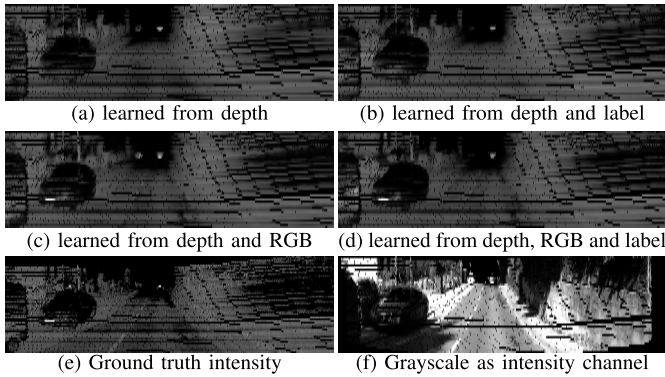 (a) learned from depth
(b) learned from depth and label
(c) learned from depth and RGB
(d) learned from depth, RGB and label
(e) Ground truth intensity
(f) Grayscale as intensity channel